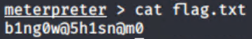 meterpreter > cat flag.txt
b1ng0w@5h1sn@m0